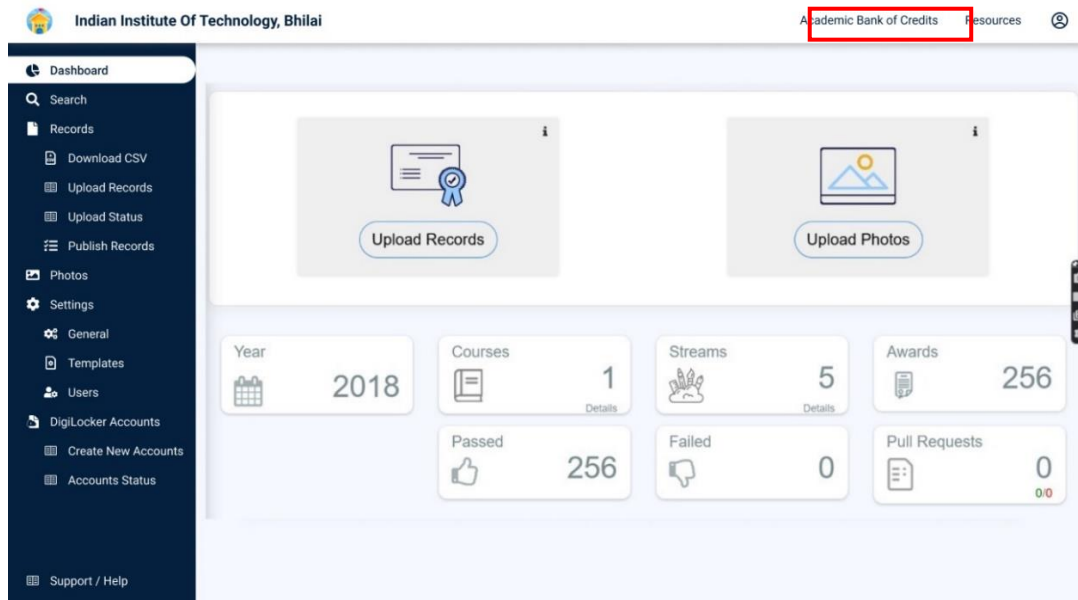 Indian Institute Of Technology, Bhilai
Academic Bank of Credits
Resources
Dashboard
Search
Records
Download CSV
Upload Records
Upload Status
Publish Records
Photos
Settings
General
Templates
Users
DigiLocker Accounts
Create New Accounts
Accounts Status
Support / Help
i
Upload Records
i
Upload Photos
Year
2018
Courses
1
Details
Streams
5
Details
Awards
256
Passed
256
Failed
0
Pull Requests
0
0/0